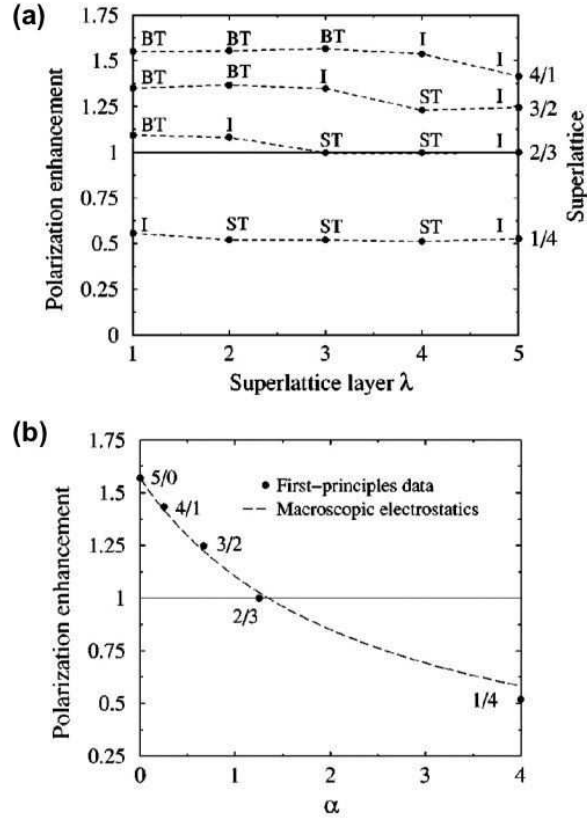 (a)
1.75
1.5
1.25
1
0.75
0.5
0.25
0
Polarization enhancement
BT BT BT I I 4/1
BT BT I ST I 3/2
BT I ST ST I 2/3
I ST ST ST I 1/4
Superlattice
1 2 3 4 5
Superlattice layer λ
(b)
1.75
1.5
1.25
1
0.75
0.5
0.25
Polarization enhancement
5/0
4/1
3/2
2/3
1/4
First–principles data
Macroscopic electrostatics
0 1 2 3 4
α